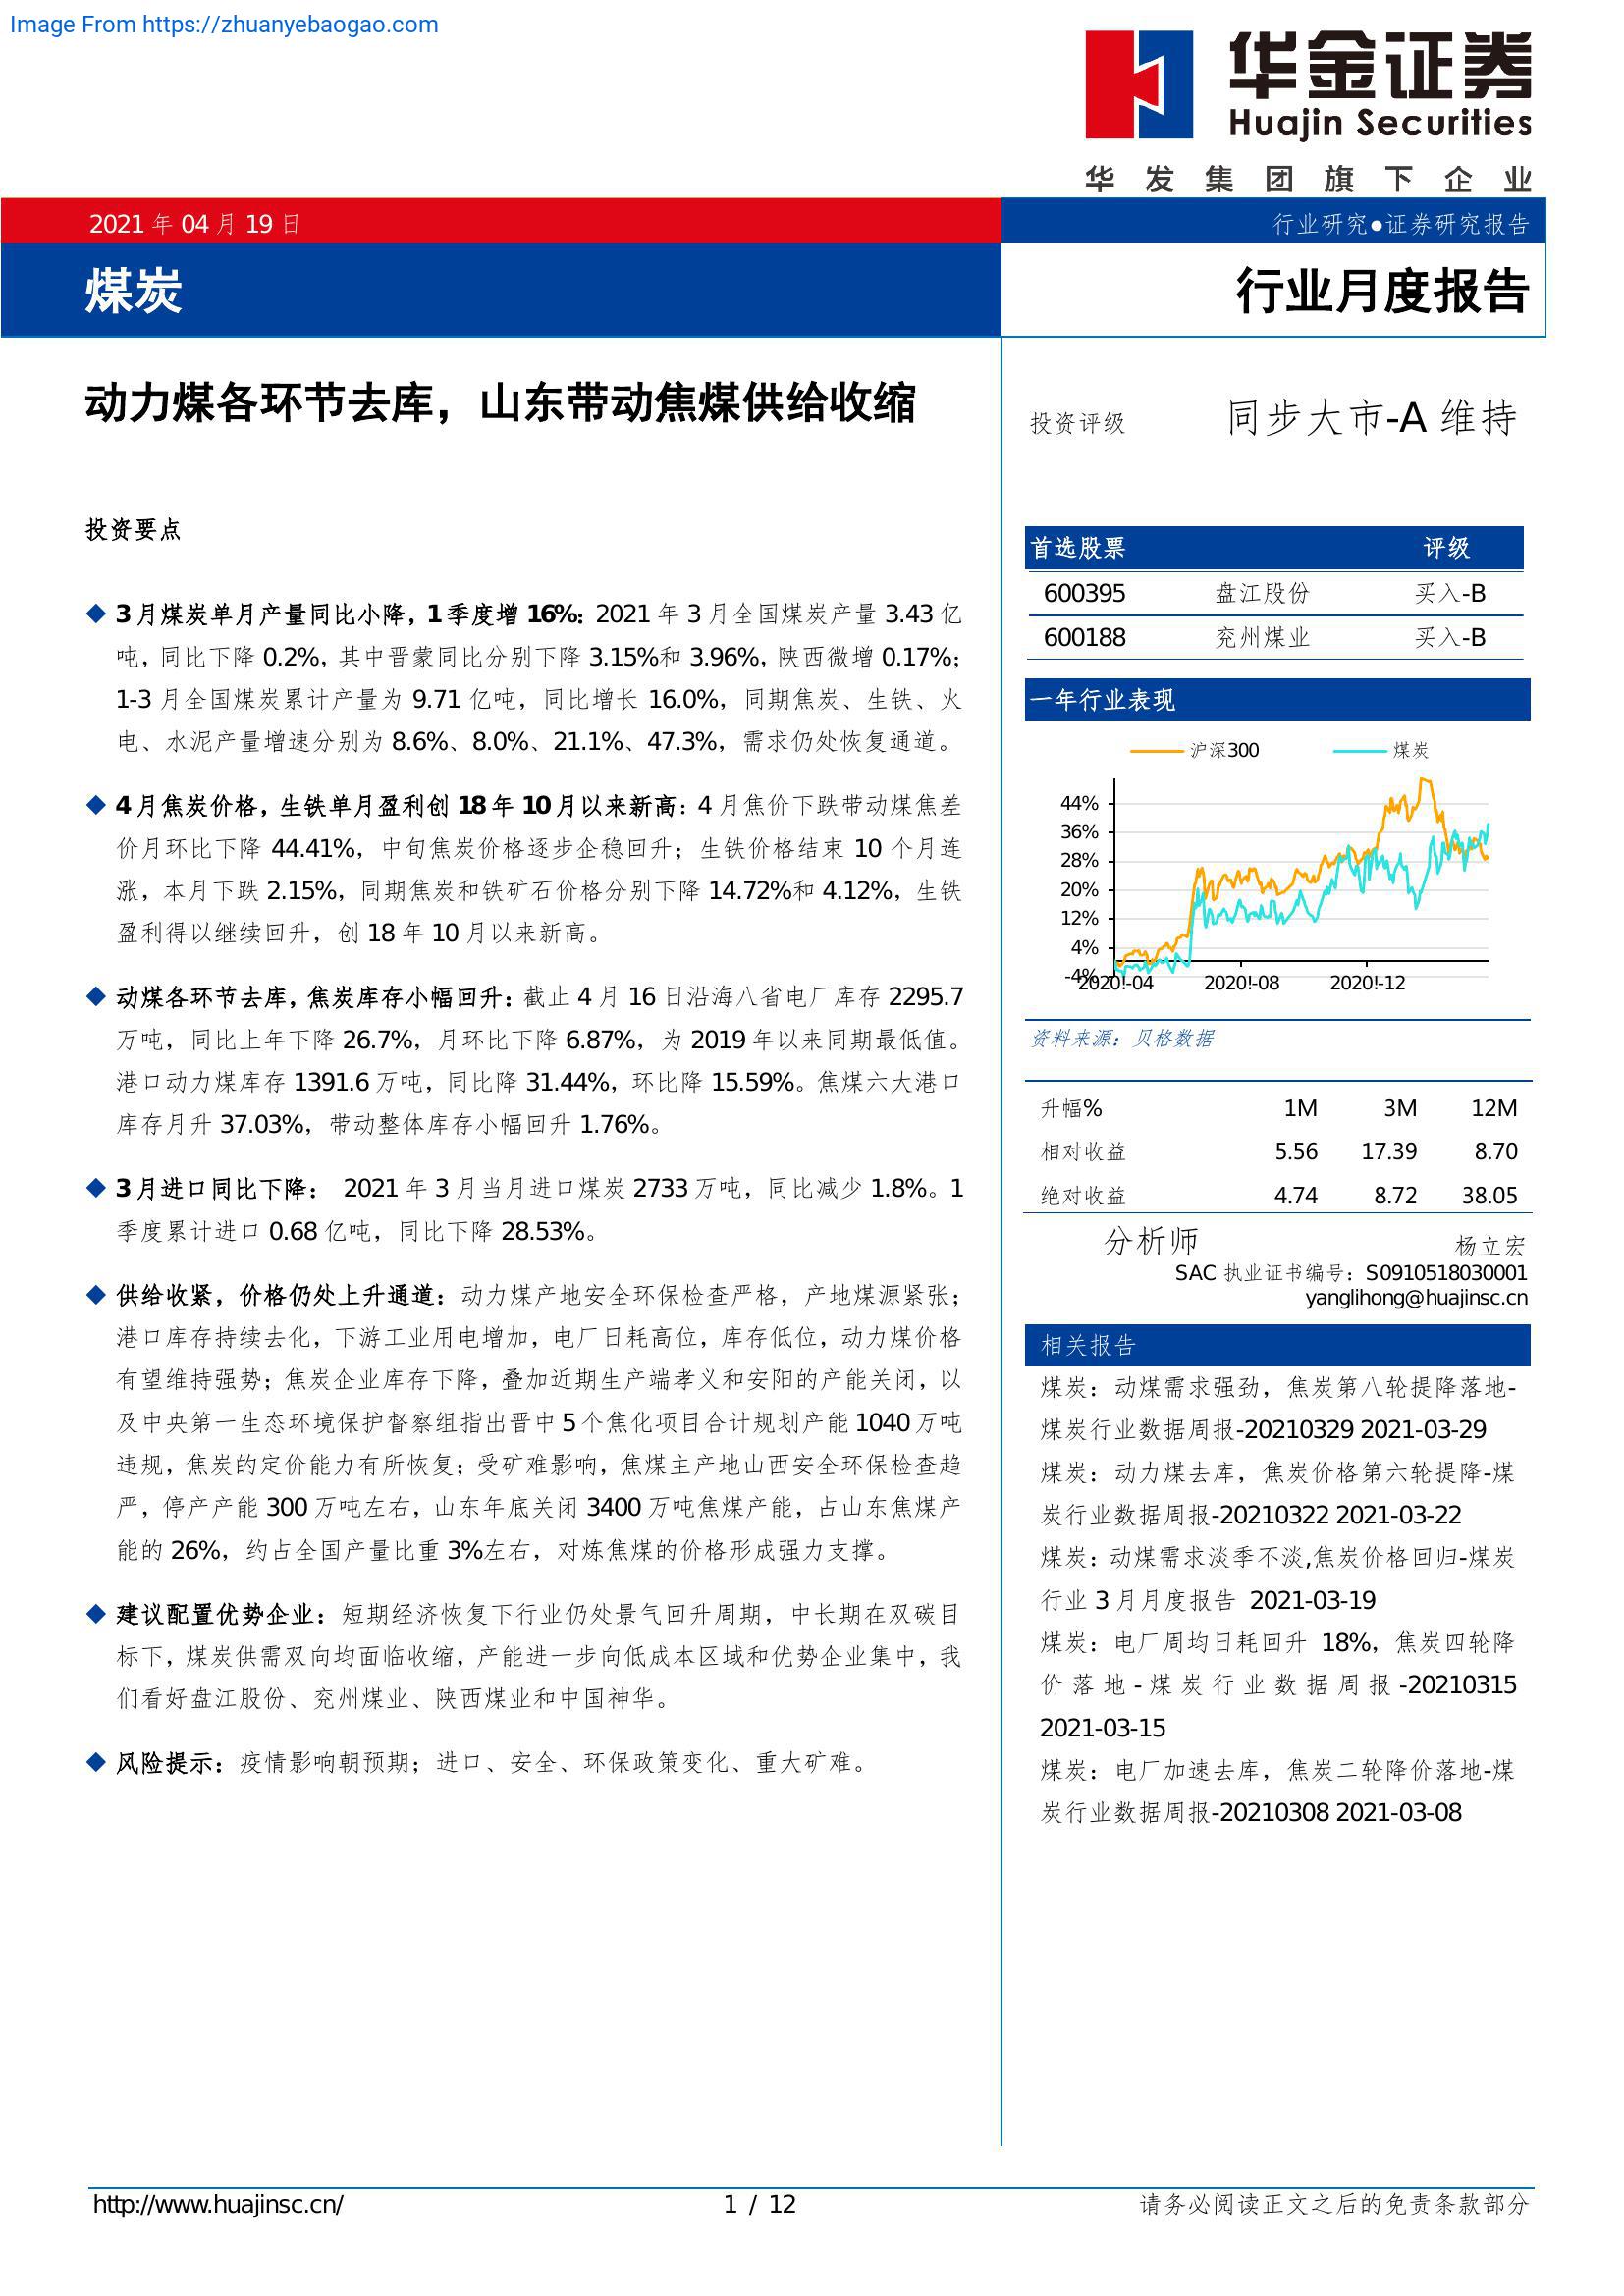 Image From https://zhuanyebaogao.com
华金证券
Huajin Securities
华发集团旗下企业
2021 年 04 月 19 日
行业研究●证券研究报告
煤炭
行业月度报告
动力煤各环节去库，山东带动焦煤供给收缩
投资要点
◆ 3 月煤炭单月产量同比小降，1 季度增 16%：2021 年 3 月全国煤炭产量 3.43 亿
吨，同比下降 0.2%，其中晋蒙同比分别下降 3.15%和 3.96%，陕西微增 0.17%；
1-3 月全国煤炭累计产量为 9.71 亿吨，同比增长 16.0%，同期焦炭、生铁、火
电、水泥产量增速分别为 8.6%、8.0%、21.1%、47.3%，需求仍处恢复通道。
◆ 4 月焦炭价格，生铁单月盈利创 18 年 10 月以来新高：4 月焦价下跌带动煤焦差
价月环比下降 44.41%，中旬焦炭价格逐步企稳回升；生铁价格结束 10 个月连
涨，本月下跌 2.15%，同期焦炭和铁矿石价格分别下降 14.72%和 4.12%，生铁
盈利得以继续回升，创 18 年 10 月以来新高。
◆ 动煤各环节去库，焦炭库存小幅回升：截止 4 月 16 日沿海八省电厂库存 2295.7
万吨，同比上年下降 26.7%，月环比下降 6.87%，为 2019 年以来同期最低值。
港口动力煤库存 1391.6 万吨，同比降 31.44%，环比降 15.59%。焦煤六大港口
库存月升 37.03%，带动整体库存小幅回升 1.76%。
◆ 3 月进口同比下降： 2021 年 3 月当月进口煤炭 2733 万吨，同比减少 1.8%。1
季度累计进口 0.68 亿吨，同比下降 28.53%。
◆ 供给收紧，价格仍处上升通道：动力煤产地安全环保检查严格，产地煤源紧张；
港口库存持续去化，下游工业用电增加，电厂日耗高位，库存低位，动力煤价格
有望维持强势；焦炭企业库存下降，叠加近期生产端孝义和安阳的产能关闭，以
及中央第一生态环境保护督察组指出晋中 5 个焦化项目合计规划产能 1040 万吨
违规，焦炭的定价能力有所恢复；受矿难影响，焦煤主产地山西安全环保检查趋
严，停产产能 300 万吨左右，山东年底关闭 3400 万吨焦煤产能，占山东焦煤产
能的 26%，约占全国产量比重 3%左右，对炼焦煤的价格形成强力支撑。
◆ 建议配置优势企业：短期经济恢复下行业仍处景气回升周期，中长期在双碳目
标下，煤炭供需双向均面临收缩，产能进一步向低成本区域和优势企业集中，我
们看好盘江股份、兖州煤业、陕西煤业和中国神华。
◆ 风险提示：疫情影响朝预期；进口、安全、环保政策变化、重大矿难。
投资评级 同步大市-A 维持
首选股票 评级
600395 盘江股份 买入-B
600188 兖州煤业 买入-B
一年行业表现
沪深300 煤炭
44%
36%
28%
20%
12%
4%
-4%
2020!-04 2020!-08 2020!-12
资料来源：贝格数据
升幅% 1M 3M 12M
相对收益 5.56 17.39 8.70
绝对收益 4.74 8.72 38.05
分析师 杨立宏
SAC 执业证书编号：S0910518030001
yanglihong@huajinsc.cn
相关报告
煤炭：动煤需求强劲，焦炭第八轮提降落地-
煤炭行业数据周报-20210329 2021-03-29
煤炭：动力煤去库，焦炭价格第六轮提降-煤
炭行业数据周报-20210322 2021-03-22
煤炭：动煤需求淡季不淡,焦炭价格回归-煤炭
行业 3 月月度报告 2021-03-19
煤炭：电厂周均日耗回升 18%，焦炭四轮降
价落地-煤炭行业数据周报-20210315
2021-03-15
煤炭：电厂加速去库，焦炭二轮降价落地-煤
炭行业数据周报-20210308 2021-03-08
http://www.huajinsc.cn/
1 / 12
请务必阅读正文之后的免责条款部分